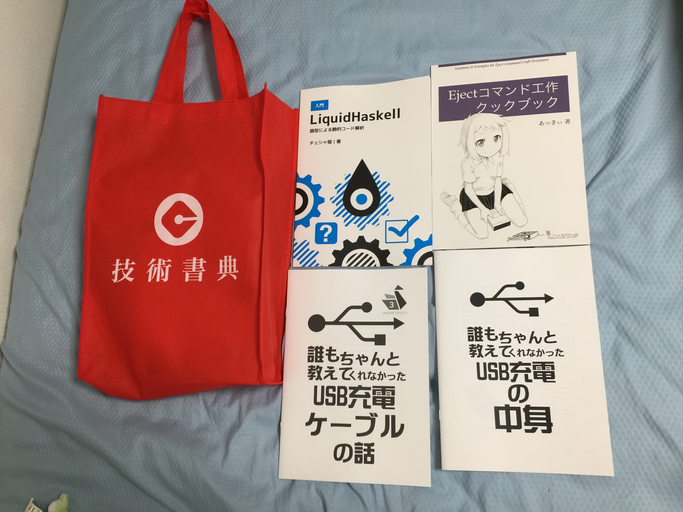 技術書典
入門
LiquidHaskell
篩型による静的コード解析
チェシャ猫 | 著
?
Solutions & Examples for Eject Command Craft Developers
Ejectコマンド工作
クックブック
あっきぃ 著
3
誰もちゃんと
教えてくれなかった
USB充電
ケーブル
の話
誰もちゃんと
教えてくれなかった
USB充電
の
中身